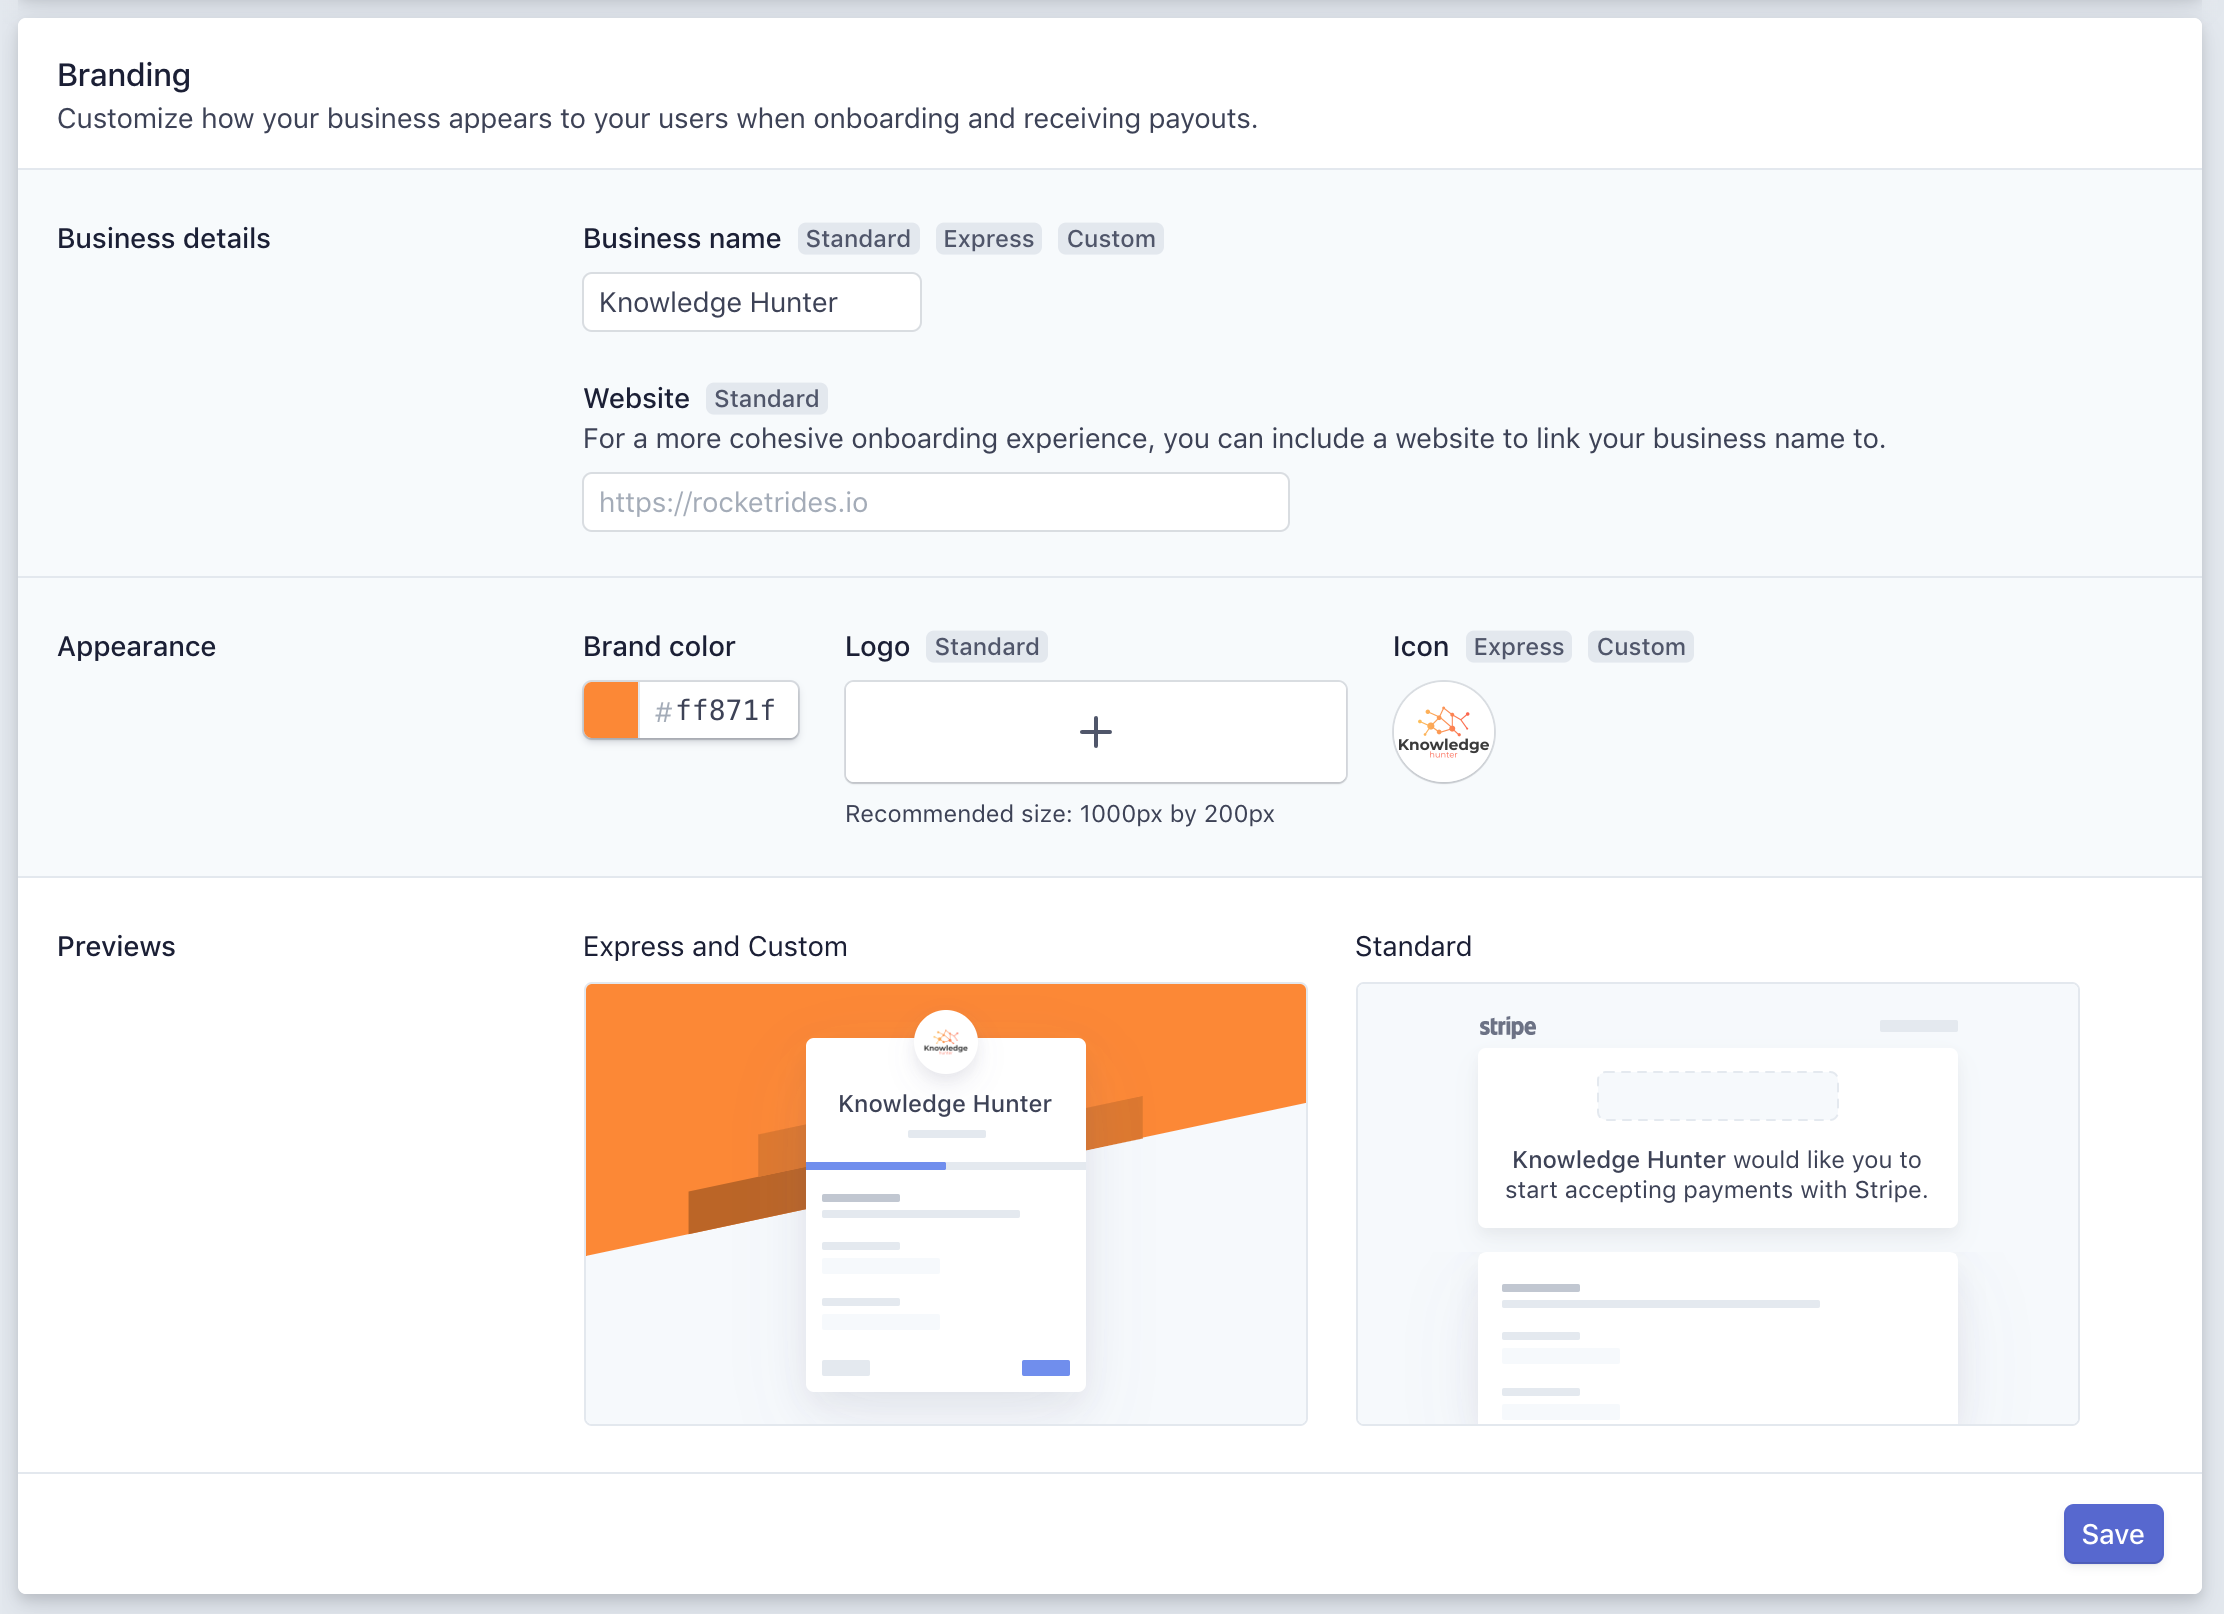 Branding
Customize how your business appears to your users when onboarding and receiving payouts.
Business details
Business name Standard Express Custom
Knowledge Hunter
Website Standard
For a more cohesive onboarding experience, you can include a website to link your business name to.
https://rocketrides.io
Appearance
Brand color
#ff871f
Logo Standard
Recommended size: 1000px by 200px
Icon Express Custom
Knowledge
hunter
Previews
Express and Custom
Knowledge
Knowledge Hunter
Standard
stripe
Knowledge Hunter would like you to
start accepting payments with Stripe.
Save